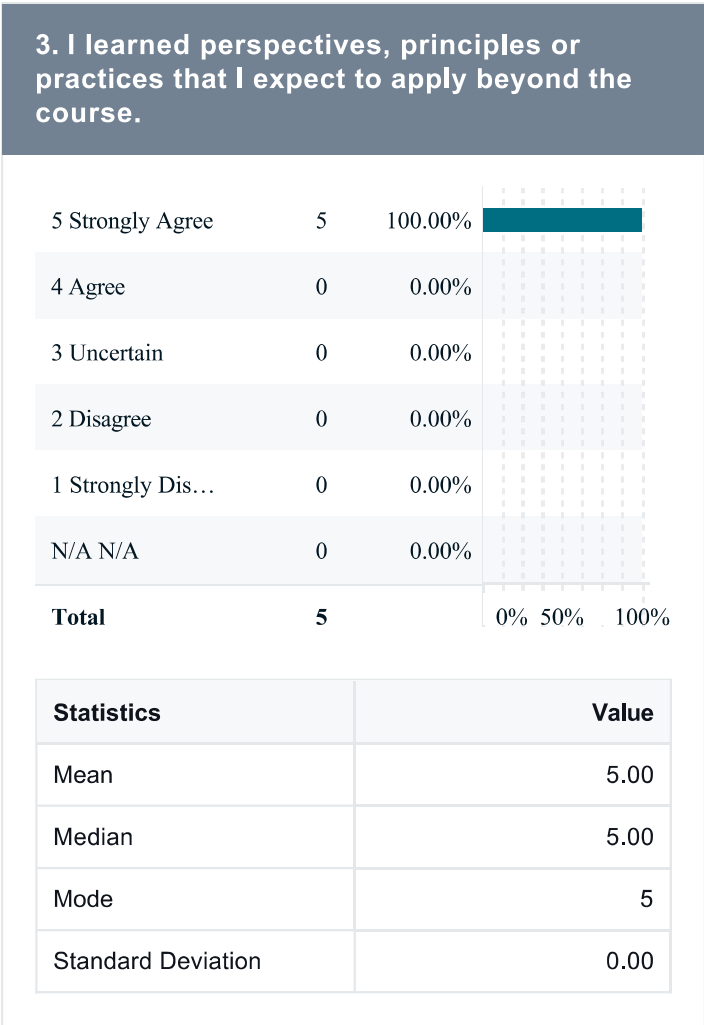 3. I learned perspectives, principles or
practices that I expect to apply beyond the
course.
5 Strongly Agree 5 100.00%
4 Agree 0 0.00%
3 Uncertain 0 0.00%
2 Disagree 0 0.00%
1 Strongly Dis... 0 0.00%
N/A N/A 0 0.00%
Total 5 0% 50% 100%
Statistics Value
Mean 5.00
Median 5.00
Mode 5
Standard Deviation 0.00